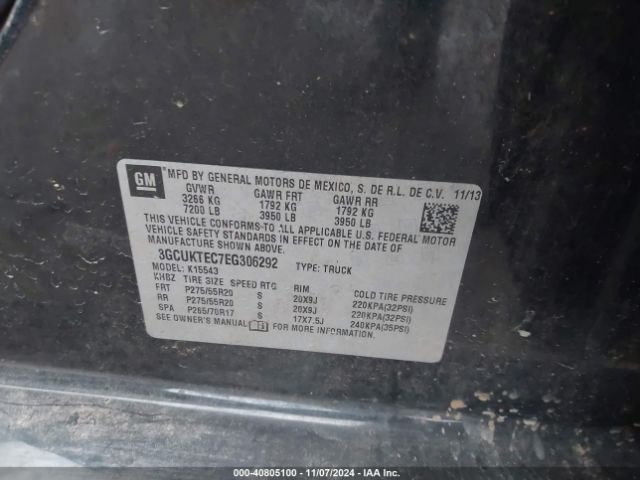 GM MFD BY GENERAL MOTORS DE MEXICO, S. DE R.L. DE C.V. 11/13
GVWR GAWR FRT GAWR RR
3266 KG 1792 KG 1792 KG
7200 LB 3950 LB 3950 LB
THIS VEHICLE CONFORMS TO ALL APPLICABLE U.S. FEDERAL MOTOR
VEHICLE SAFETY STANDARDS IN EFFECT ON THE DATE OF
MANUFACTURE SHOWN ABOVE.
3GCUKTEC7EG306292 TYPE: TRUCK
MODEL: K15543
KHBZ TIRE SIZE SPEED RTG RIM COLD TIRE PRESSURE
FRT P275/55R20 S 20X9J 220KPA(32PSI)
RR P275/55R20 S 20X9J 220KPA(32PSI)
SPA P265/70R17 S 17X7.5J 240KPA(35PSI)
SEE OWNER'S MANUAL FOR MORE INFORMATION.
000-40805100 - 11/07/2024 - IAA Inc.